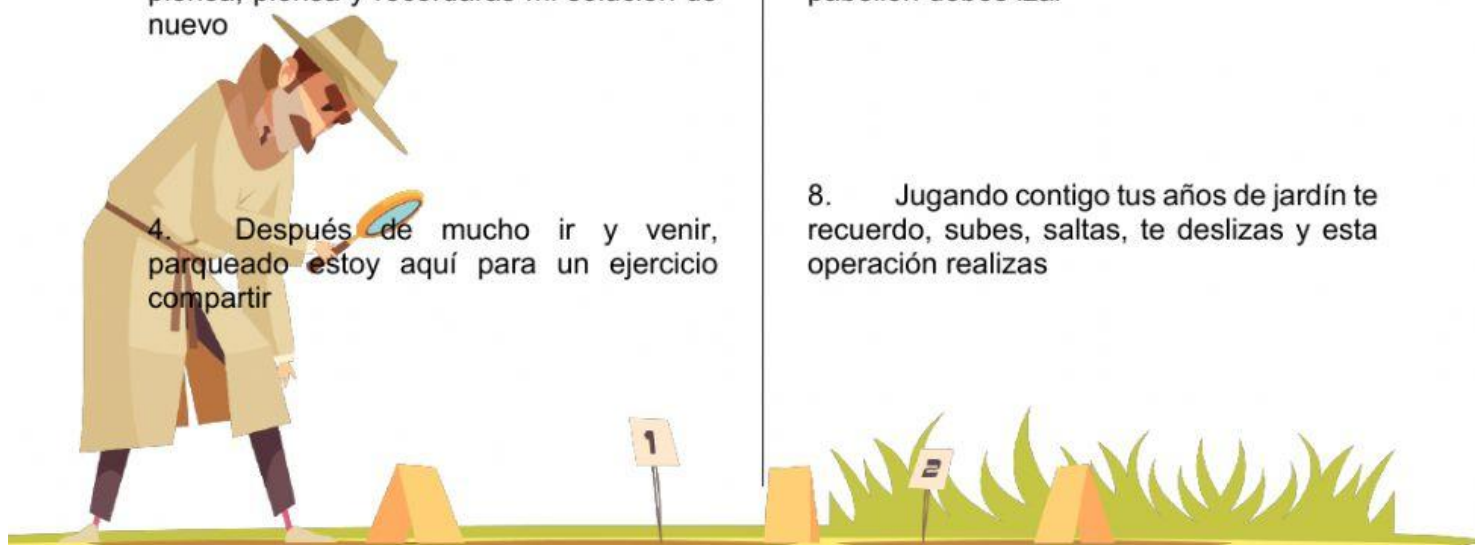 nuevo
4. Después de mucho ir y venir,
parqueado estoy aquí para un ejercicio
compartir
8. Jugando contigo tus años de jardín te
recuerdo, subes, saltas, te deslizas y esta
operación realizas
1
2